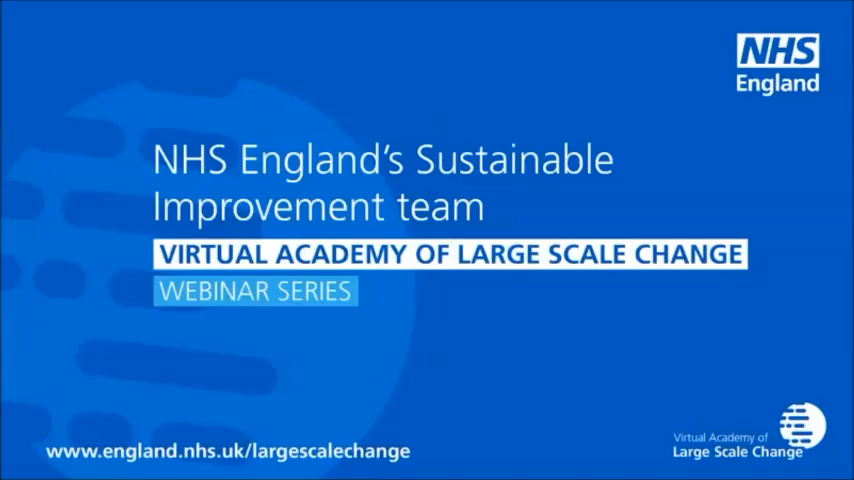 NHS
England
NHS England's Sustainable
Improvement team
VIRTUAL ACADEMY OF LARGE SCALE CHANGE
WEBINAR SERIES
www.england.nhs.uk/largescalechange
Virtual Academy of
Large Scale Change